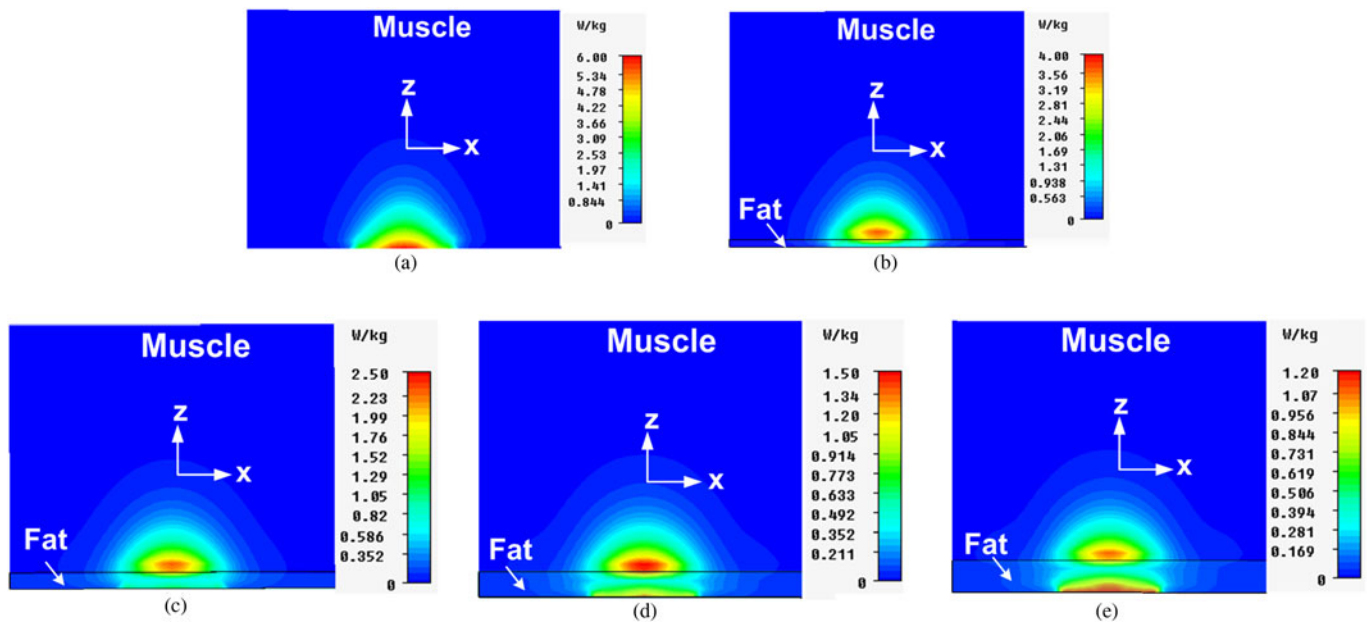 Muscle
W/kg
z
x
6.00
5.34
4.78
4.22
3.66
3.09
2.53
1.97
1.41
0.844
0
(a)
Muscle
W/kg
z
x
Fat
4.00
3.56
3.19
2.81
2.44
2.06
1.69
1.31
0.938
0.563
0
(b)
Muscle
W/kg
z
x
Fat
2.50
2.23
1.99
1.76
1.52
1.29
1.05
0.82
0.586
0.352
0
(c)
Muscle
W/kg
z
x
Fat
1.50
1.34
1.20
1.05
0.914
0.773
0.633
0.492
0.352
0.211
0
(d)
Muscle
W/kg
z
x
Fat
1.20
1.07
0.956
0.844
0.731
0.619
0.506
0.394
0.281
0.169
0
(e)